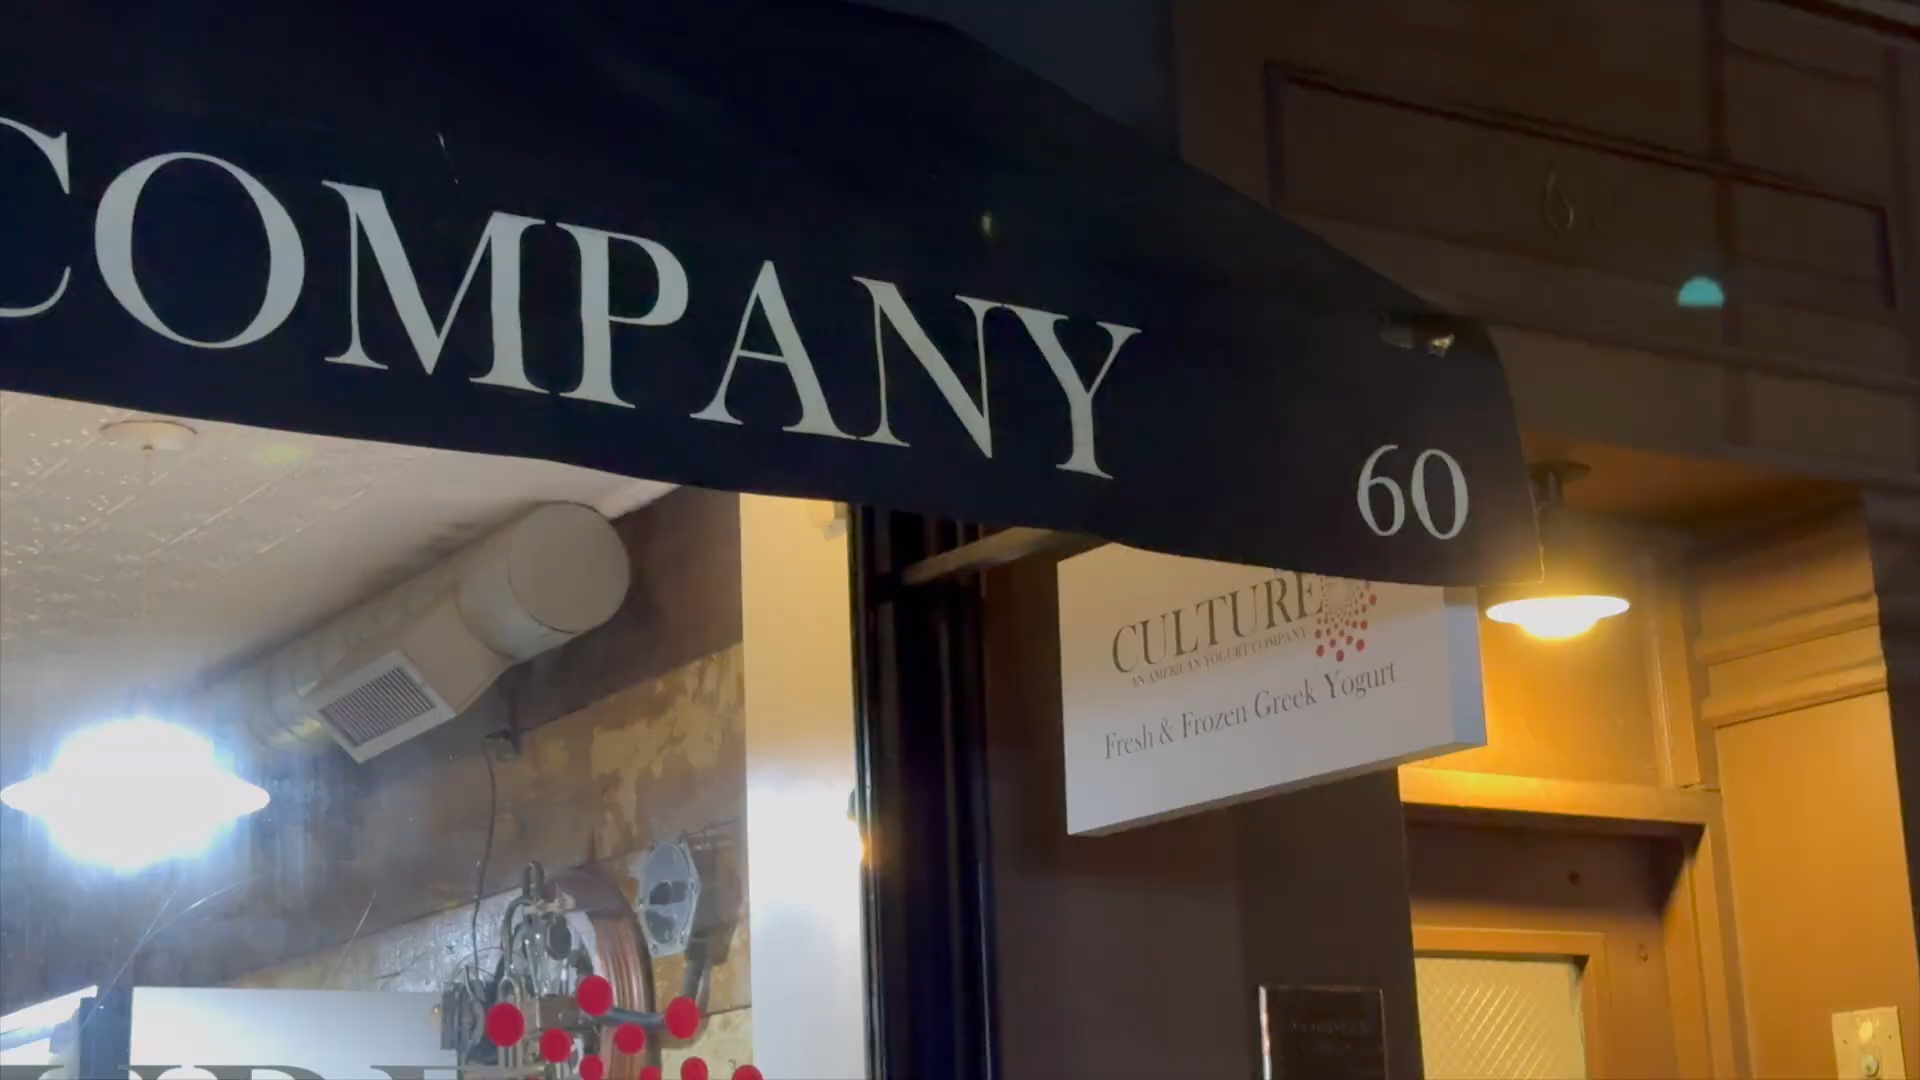 COMPANY
60
CULTURE
AN AMERICAN YOGURT COMPANY
Fresh & Frozen Greek Yogurt